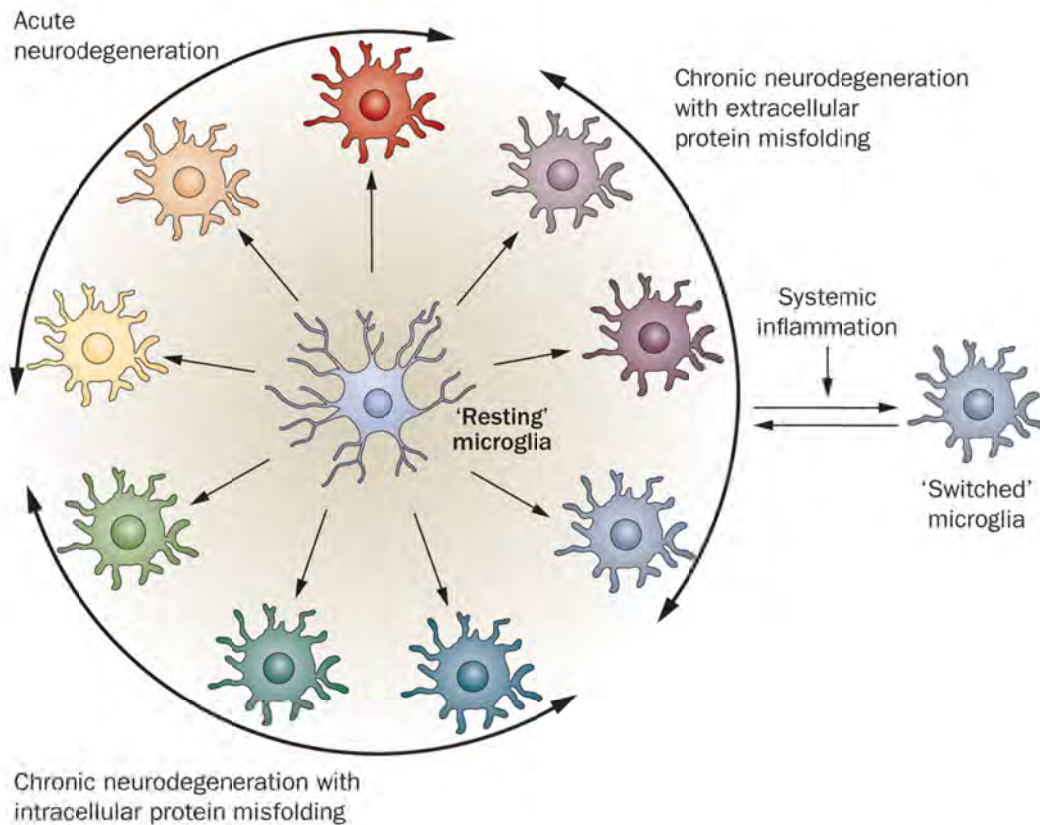 Acute
neurodegeneration
Chronic neurodegeneration
with extracellular
protein misfolding
Systemic
inflammation
‘Resting’
microglia
‘Switched’
microglia
Chronic neurodegeneration with
intracellular protein misfolding